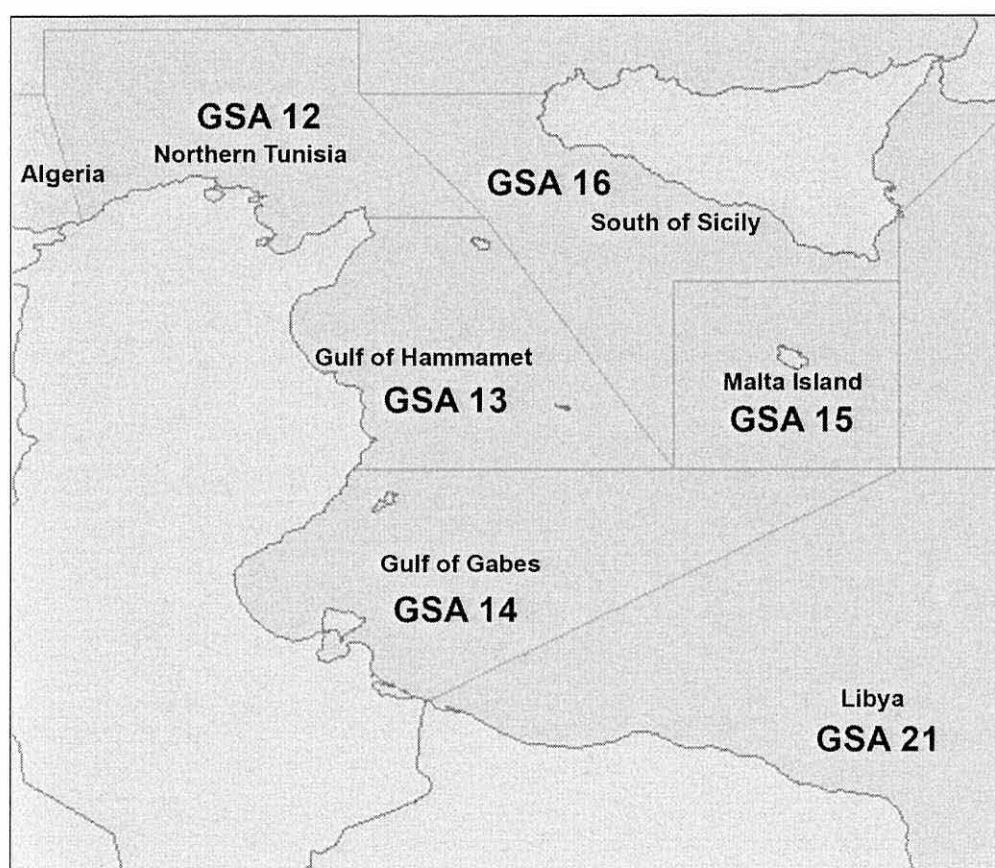 GSA 12
Northern Tunisia
Algeria
GSA 16
South of Sicily
Gulf of Hammamet
GSA 13
Malta Island
GSA 15
Gulf of Gabes
GSA 14
Libya
GSA 21